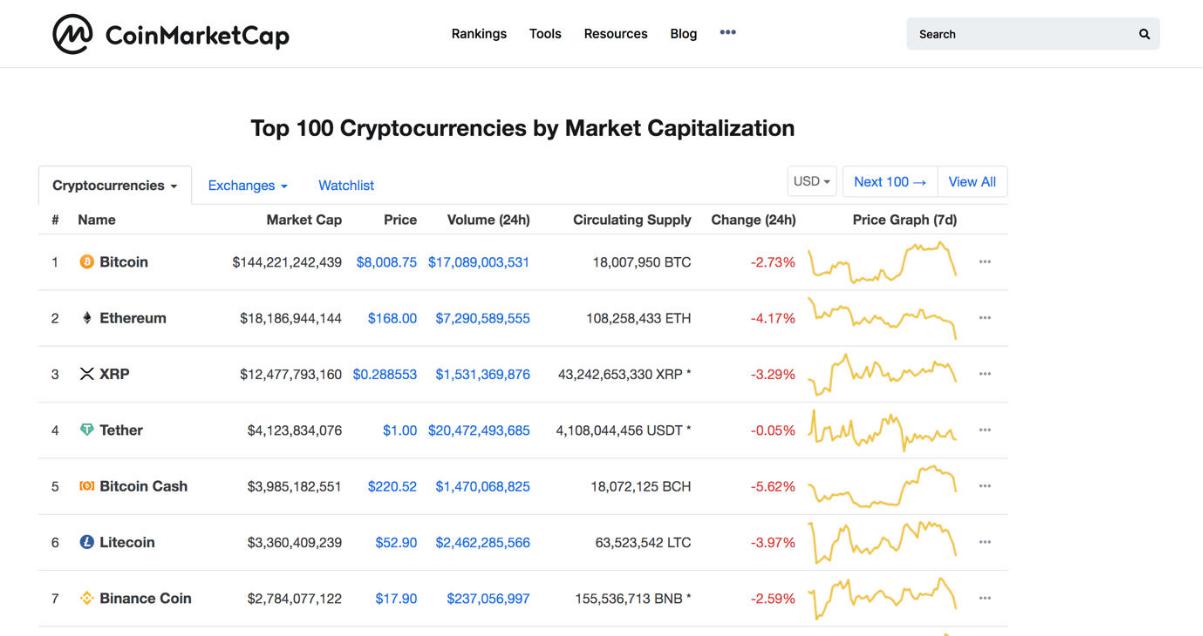 CoinMarketCap Rankings Tools Resources Blog ••• Search
Top 100 Cryptocurrencies by Market Capitalization
Cryptocurrencies Exchanges Watchlist USD Next 100 → View All
# Name Market Cap Price Volume (24h) Circulating Supply Change (24h) Price Graph (7d)
1 Bitcoin $144,221,242,439 $8,008.75 $17,089,003,531 18,007,950 BTC -2.73%
2 Ethereum $18,186,944,144 $168.00 $7,290,589,555 108,258,433 ETH -4.17%
3 XRP $12,477,793,160 $0.288553 $1,531,369,876 43,242,653,330 XRP * -3.29%
4 Tether $4,123,834,076 $1.00 $20,472,493,685 4,108,044,456 USDT * -0.05%
5 Bitcoin Cash $3,985,182,551 $220.52 $1,470,068,825 18,072,125 BCH -5.62%
6 Litecoin $3,360,409,239 $52.90 $2,462,285,566 63,523,542 LTC -3.97%
7 Binance Coin $2,784,077,122 $17.90 $237,056,997 155,536,713 BNB * -2.59%